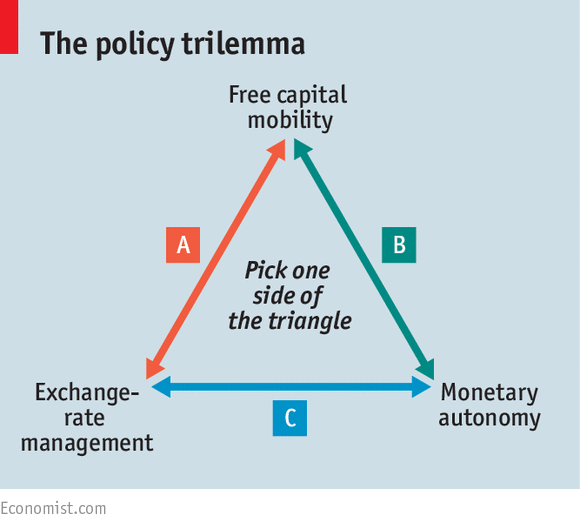 The policy trilemma
Free capital
mobility
A
B
Pick one
side of
the triangle
Exchange-
rate
management
C
Monetary
autonomy
Economist.com